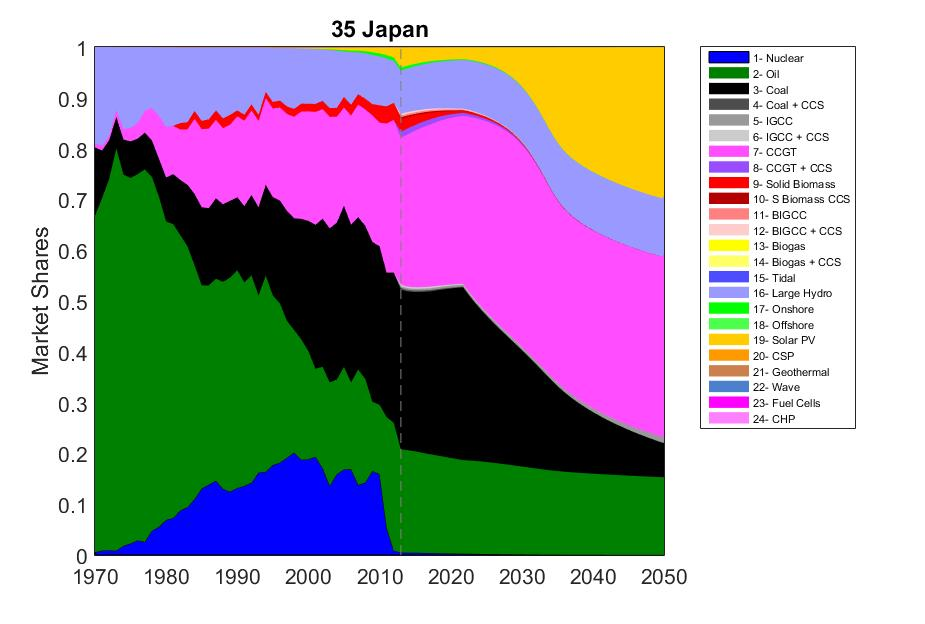 35 Japan
Market Shares
1
0.9
0.8
0.7
0.6
0.5
0.4
0.3
0.2
0.1
0
1970 1980 1990 2000 2010 2020 2030 2040 2050
1- Nuclear
2- Oil
3- Coal
4- Coal + CCS
5- IGCC
6- IGCC + CCS
7- CCGT
8- CCGT + CCS
9- Solid Biomass
10- S Biomass CCS
11- BIGCC
12- BIGCC + CCS
13- Biogas
14- Biogas + CCS
15- Tidal
16- Large Hydro
17- Onshore
18- Offshore
19- Solar PV
20- CSP
21- Geothermal
22- Wave
23- Fuel Cells
24- CHP